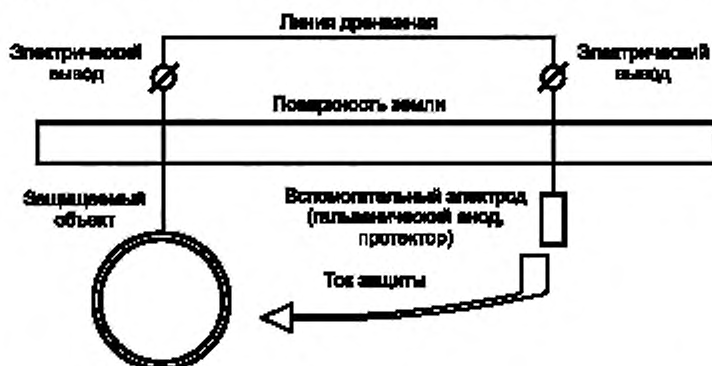 Линия дренажная
Электрический
вывод
Электрический
вывод
Поверхность земли
Защищаемый
объект
Вспомогательный электрод
(гальванический анод,
протектор)
Ток защиты